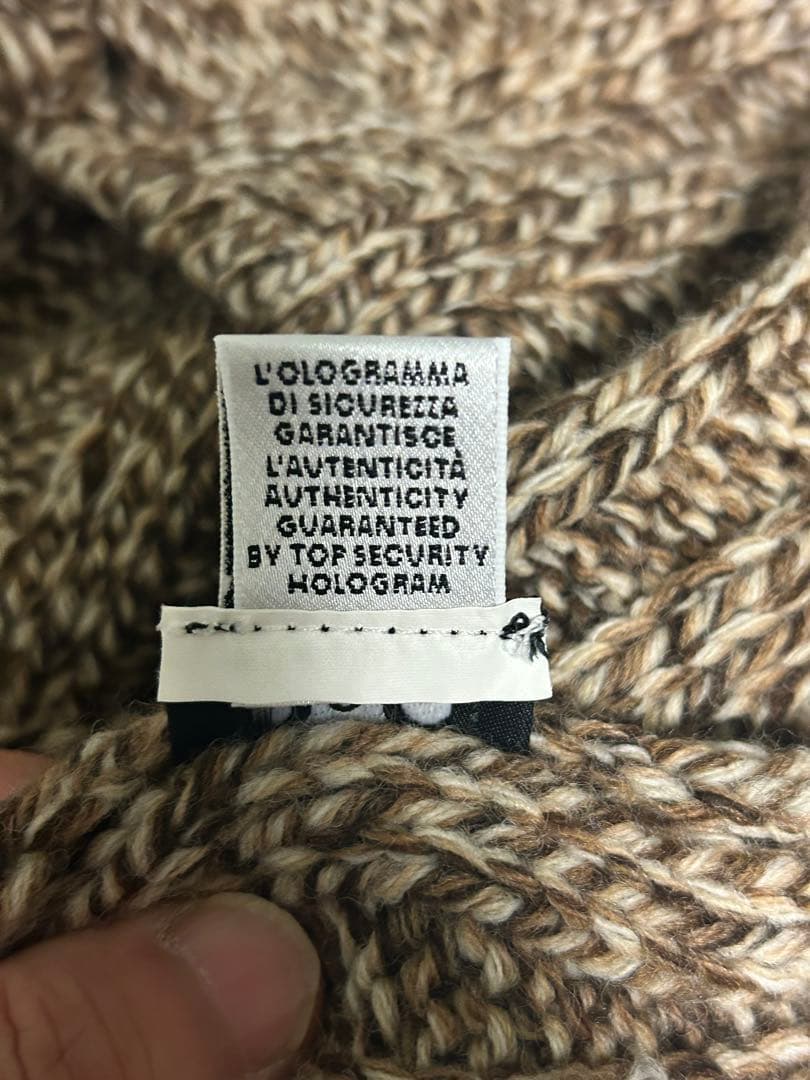 L'OLOGRAMMA
DI SICUREZZA
GARANTISCE
L'AUTENTICITÀ
AUTHENTICITY
GUARANTEED
BY TOP SECURITY
HOLOGRAM